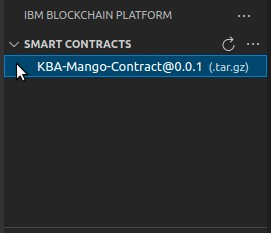 IBM BLOCKCHAIN PLATFORM
SMART CONTRACTS
KBA-Mango-Contract@0.0.1 (.tar.gz)